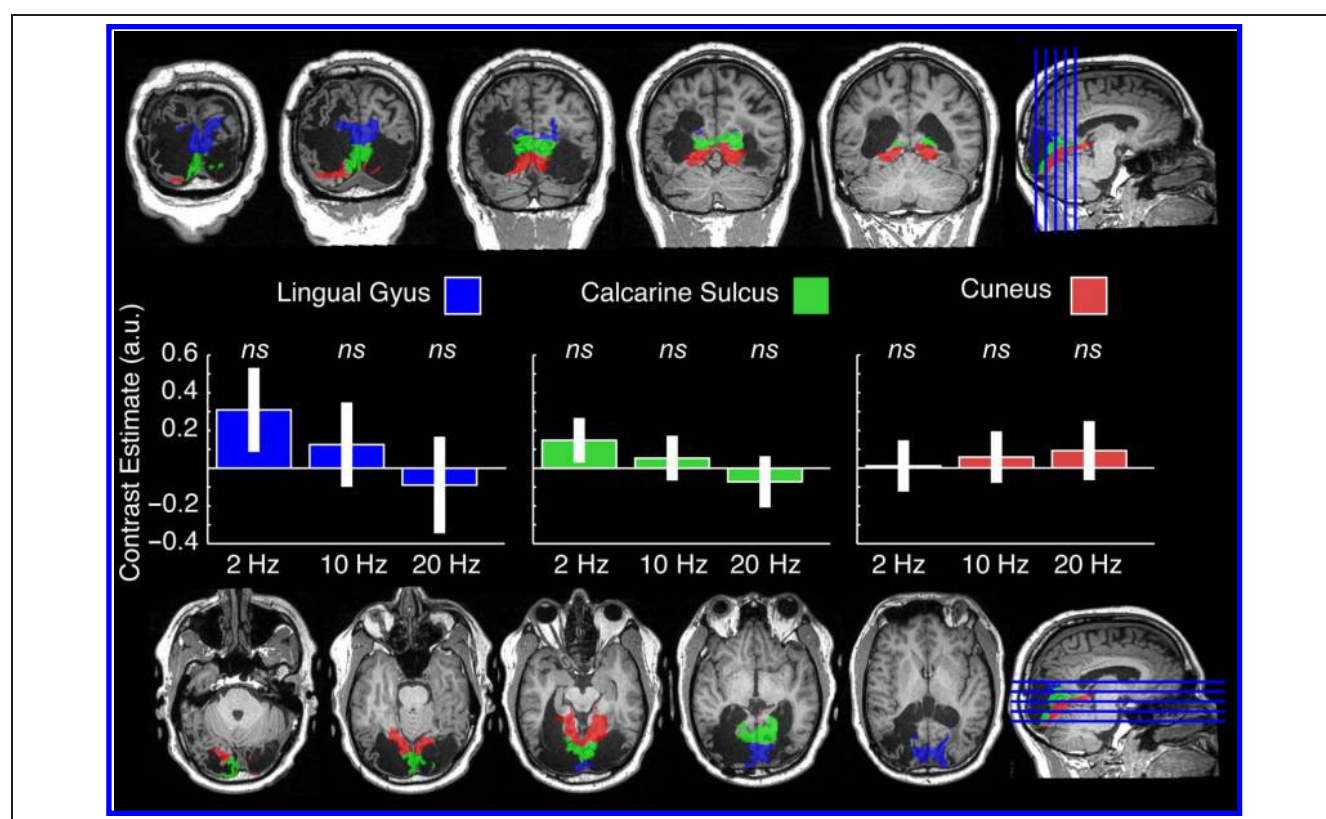 Lingual Gyus
Calcarine Sulcus
Cuneus
Contrast Estimate (a.u.)
0.6
0.4
0.2
−0.2
−0.4
ns ns ns
ns ns ns
ns ns ns
2 Hz 10 Hz 20 Hz
2 Hz 10 Hz 20 Hz
2 Hz 10 Hz 20 Hz